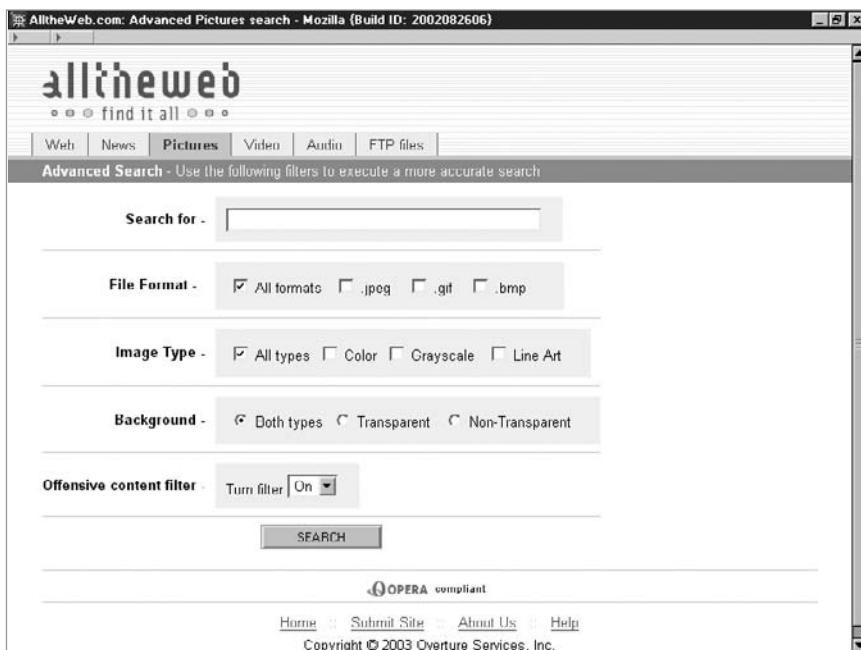 AlltheWeb.com: Advanced Pictures search - Mozilla {Build ID: 2002082606}
alltheweb
find it all
Web News Pictures Video Audio FTP files
Advanced Search - Use the following filters to execute a more accurate search
Search for -
File Format - All formats .jpeg .gif .bmp
Image Type - All types Color Grayscale Line Art
Background - Both types Transparent Non-Transparent
Offensive content filter - Turn filter On
SEARCH
OPERA compliant
Home :: Submit Site :: About Us :: Help
Copyright © 2003 Overture Services, Inc.